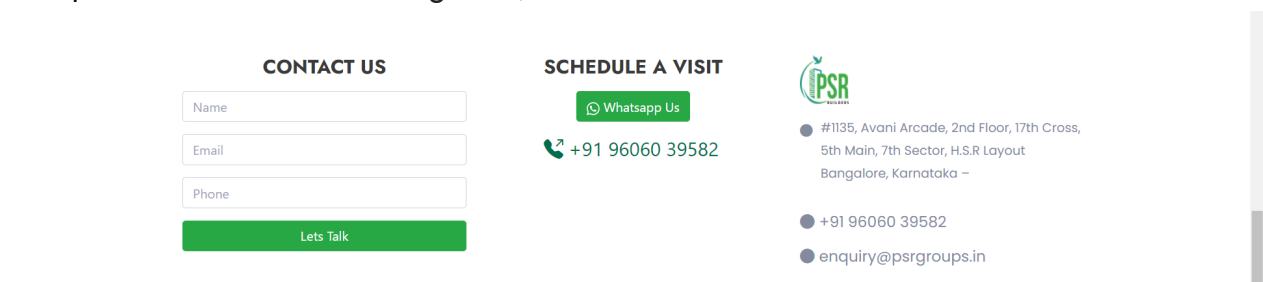 CONTACT US
Name
Email
Phone
Lets Talk
SCHEDULE A VISIT
Whatsapp Us
+91 96060 39582
PSR
BUILDERS
#1135, Avani Arcade, 2nd Floor, 17th Cross,
5th Main, 7th Sector, H.S.R Layout
Bangalore, Karnataka –
+91 96060 39582
enquiry@psrgroups.in